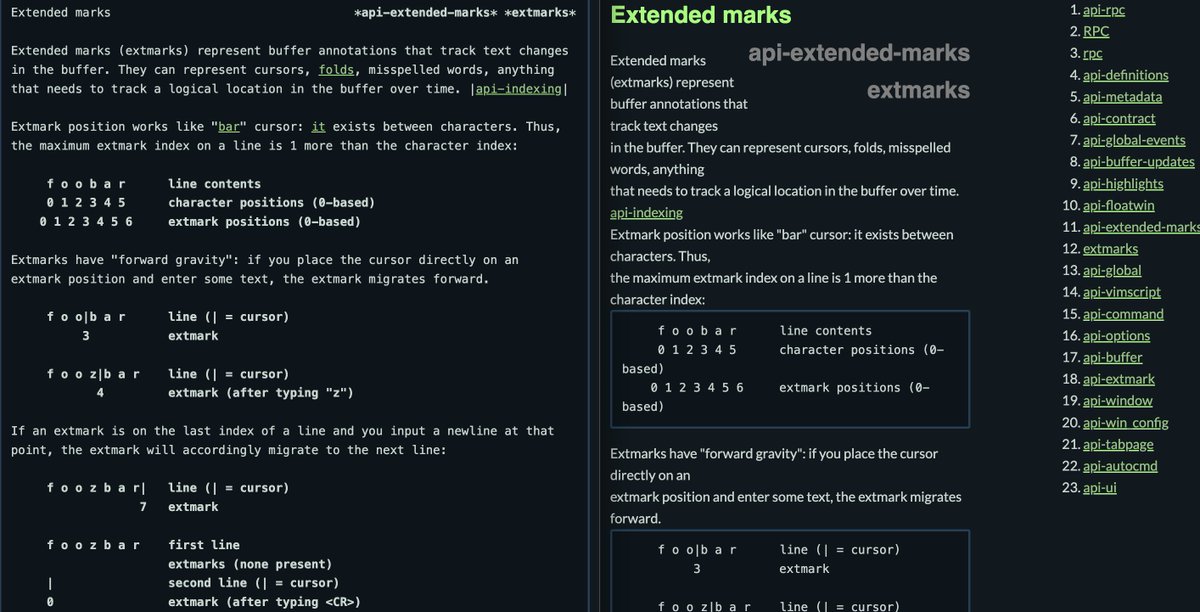 Extended marks *api-extended-marks* *extmarks*
Extended marks (extmarks) represent buffer annotations that track text changes
in the buffer. They can represent cursors, folds, misspelled words, anything
that needs to track a logical location in the buffer over time. |api-indexing|
Extmark position works like "bar" cursor: it exists between characters. Thus,
the maximum extmark index on a line is 1 more than the character index:
f o o b a r line contents
0 1 2 3 4 5 character positions (0-based)
0 1 2 3 4 5 6 extmark positions (0-based)
Extmarks have "forward gravity": if you place the cursor directly on an
extmark position and enter some text, the extmark migrates forward.
f o o|b a r line (| = cursor)
3 extmark
f o o z|b a r line (| = cursor)
4 extmark (after typing "z")
If an extmark is on the last index of a line and you input a newline at that
point, the extmark will accordingly migrate to the next line:
f o o z b a r| line (| = cursor)
7 extmark
f o o z b a r first line
extmarks (none present)
| second line (| = cursor)
0 extmark (after typing <CR>)
Extended marks
api-extended-marks
extmarks
Extended marks
(extmarks) represent
buffer annotations that
track text changes
in the buffer. They can represent cursors, folds, misspelled
words, anything
that needs to track a logical location in the buffer over time.
api-indexing
Extmark position works like "bar" cursor: it exists between
characters. Thus,
the maximum extmark index on a line is 1 more than the
character index:
f o o b a r line contents
0 1 2 3 4 5 character positions (0-
based)
0 1 2 3 4 5 6 extmark positions (0-
based)
Extmarks have "forward gravity": if you place the cursor
directly on an
extmark position and enter some text, the extmark migrates
forward.
f o o|b a r line (| = cursor)
3 extmark
f o o z|b a r line (| = cursor)
1. api-rpc
2. RPC
3. rpc
4. api-definitions
5. api-metadata
6. api-contract
7. api-global-events
8. api-buffer-updates
9. api-highlights
10. api-floatwin
11. api-extended-marks
12. extmarks
13. api-global
14. api-vimscript
15. api-command
16. api-options
17. api-buffer
18. api-extmark
19. api-window
20. api-win_config
21. api-tabpage
22. api-autocmd
23. api-ui